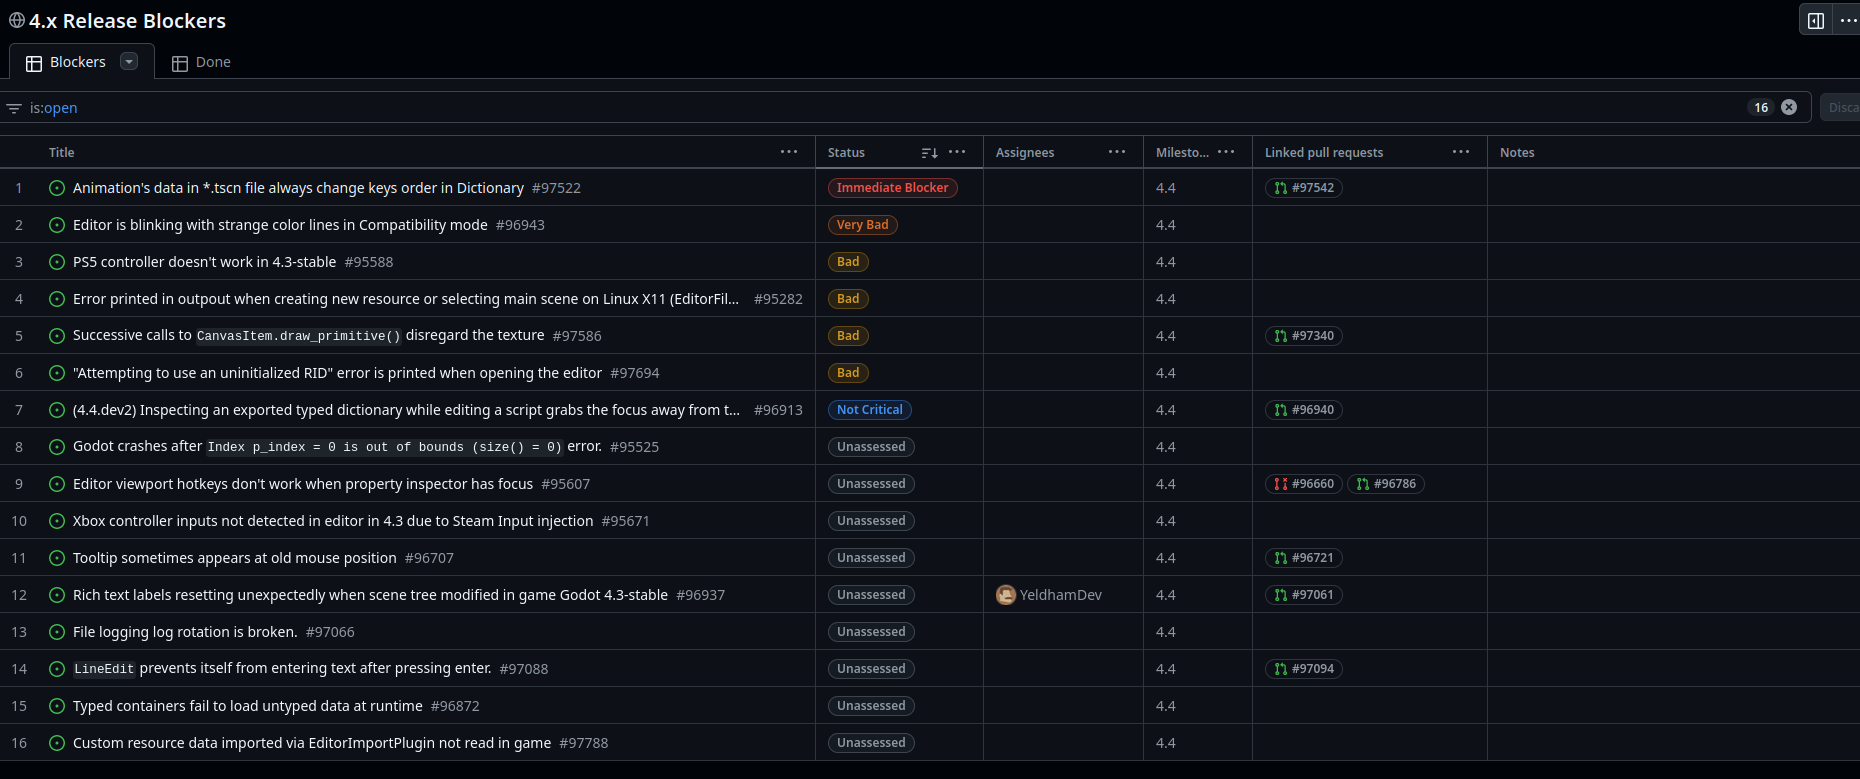 4.x Release Blockers
Blockers Done
is:open 16 Disca
Title Status Assignees Milesto... Linked pull requests Notes
1 Animation's data in *.tscn file always change keys order in Dictionary #97522 Immediate Blocker 4.4 #97542
2 Editor is blinking with strange color lines in Compatibility mode #96943 Very Bad 4.4
3 PS5 controller doesn't work in 4.3-stable #95588 Bad 4.4
4 Error printed in outpout when creating new resource or selecting main scene on Linux X11 (EditorFil... #95282 Bad 4.4
5 Successive calls to CanvasItem.draw_primitive() disregard the texture #97586 Bad 4.4 #97340
6 "Attempting to use an uninitialized RID" error is printed when opening the editor #97694 Bad 4.4
7 (4.4.dev2) Inspecting an exported typed dictionary while editing a script grabs the focus away from t... #96913 Not Critical 4.4 #96940
8 Godot crashes after Index p_index = 0 is out of bounds (size() = 0) error. #95525 Unassessed 4.4
9 Editor viewport hotkeys don't work when property inspector has focus #95607 Unassessed 4.4 #96660 #96786
10 Xbox controller inputs not detected in editor in 4.3 due to Steam Input injection #95671 Unassessed 4.4
11 Tooltip sometimes appears at old mouse position #96707 Unassessed 4.4 #96721
12 Rich text labels resetting unexpectedly when scene tree modified in game Godot 4.3-stable #96937 Unassessed YeldhamDev 4.4 #97061
13 File logging log rotation is broken. #97066 Unassessed 4.4
14 LineEdit prevents itself from entering text after pressing enter. #97088 Unassessed 4.4 #97094
15 Typed containers fail to load untyped data at runtime #96872 Unassessed 4.4
16 Custom resource data imported via EditorImportPlugin not read in game #97788 Unassessed 4.4